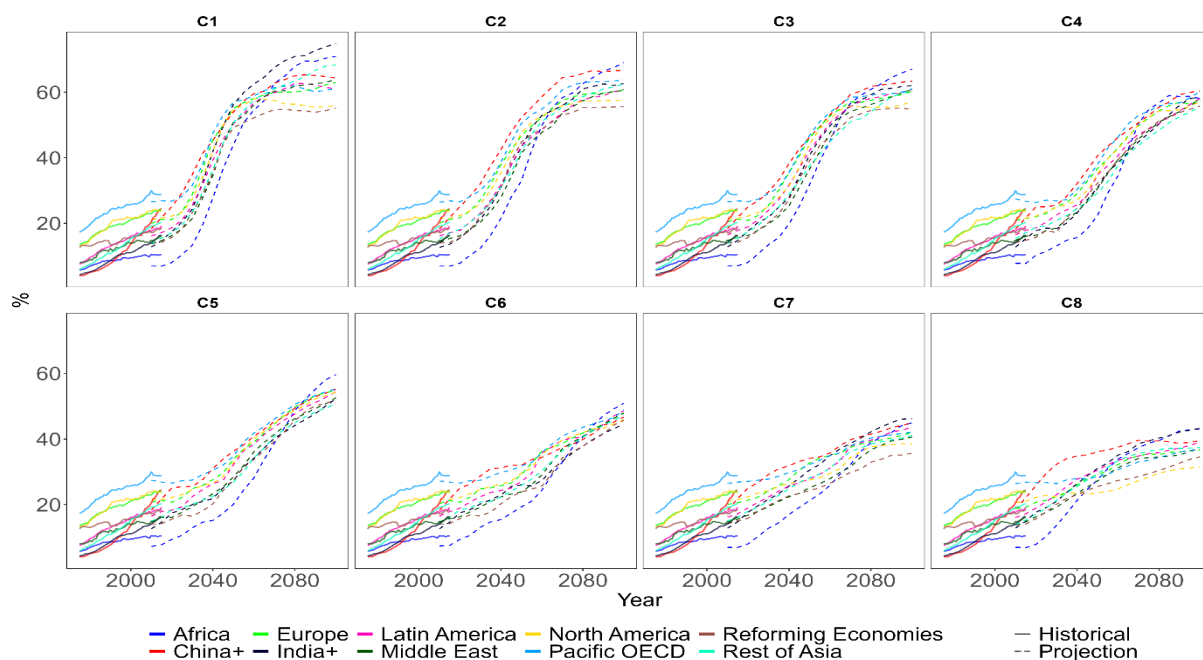 C1 C2 C3 C4
60
40
20
C5 C6 C7 C8
%
60
40
20
2000 2040 2080 2000 2040 2080 2000 2040 2080 2000 2040 2080
Year
Africa Europe Latin America North America Reforming Economies Historical
China+ India+ Middle East Pacific OECD Rest of Asia Projection